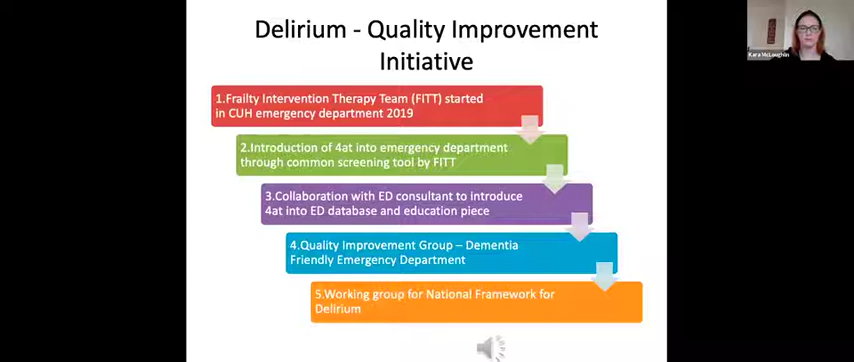 Delirium - Quality Improvement
Initiative
Kara McLoughlin
1.Frailty Intervention Therapy Team (FITT) started
in CUH emergency department 2019
2.Introduction of 4at into emergency department
through common screening tool by FITT
3.Collaboration with ED consultant to introduce
4at into ED database and education piece
4.Quality Improvement Group – Dementia
Friendly Emergency Department
5.Working group for National Framework for
Delirium